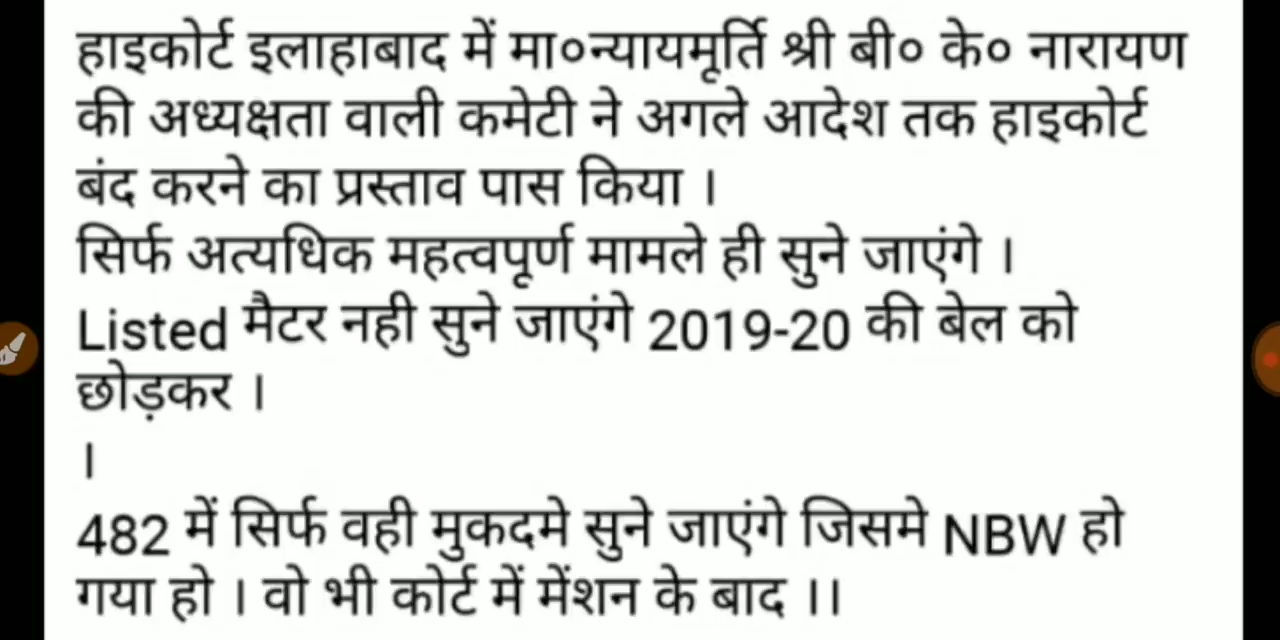 हाइकोर्ट इलाहाबाद में मा०न्यायमूर्ति श्री बी० के० नारायण
की अध्यक्षता वाली कमेटी ने अगले आदेश तक हाइकोर्ट
बंद करने का प्रस्ताव पास किया ।
सिर्फ अत्यधिक महत्वपूर्ण मामले ही सुने जाएंगे ।
Listed मैटर नही सुने जाएंगे 2019-20 की बेल को
छोड़कर ।
।
482 में सिर्फ वही मुकदमे सुने जाएंगे जिसमे NBW हो
गया हो । वो भी कोर्ट में मेंशन के बाद ।।